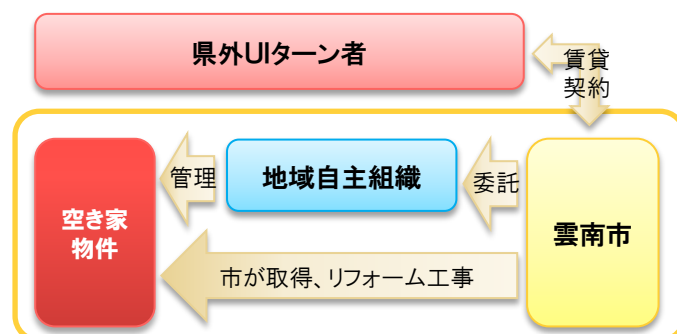 県外UIターン者
賃貸
契約
管理
地域自主組織
委託
空き家
物件
雲南市
市が取得、リフォーム工事